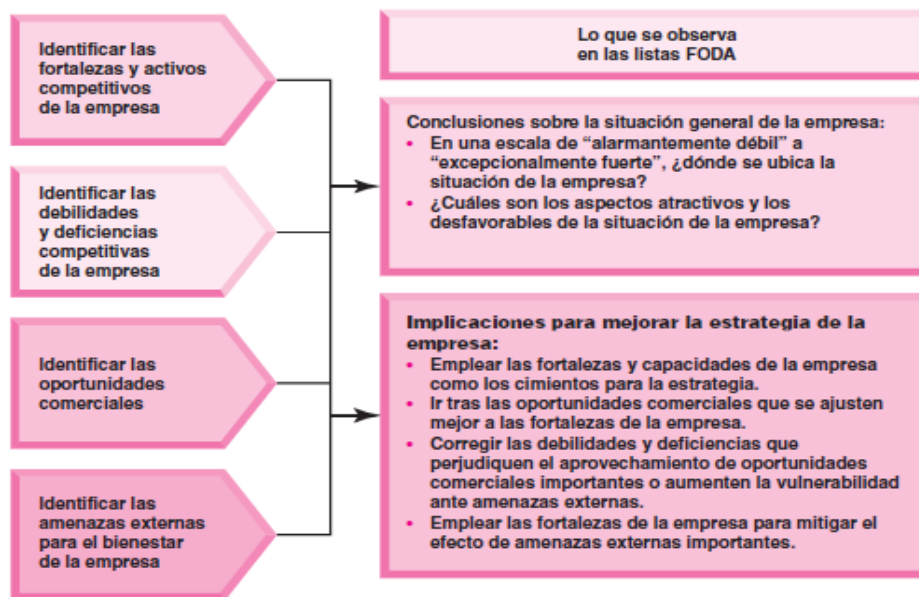 Identificar las
fortalezas y activos
competitivos
de la empresa
Identificar las
debilidades
y deficiencias
competitivas
de la empresa
Identificar las
oportunidades
comerciales
Identificar las
amenazas externas
para el bienestar
de la empresa
Lo que se observa
en las listas FODA
Conclusiones sobre la situación general de la empresa:
• En una escala de “alarmantemente débil” a
“excepcionalmente fuerte”, ¿dónde se ubica la
situación de la empresa?
• ¿Cuáles son los aspectos atractivos y los
desfavorables de la situación de la empresa?
Implicaciones para mejorar la estrategia de la
empresa:
• Emplear las fortalezas y capacidades de la empresa
como los cimientos para la estrategia.
• Ir tras las oportunidades comerciales que se ajusten
mejor a las fortalezas de la empresa.
• Corregir las debilidades y deficiencias que
perjudiquen el aprovechamiento de oportunidades
comerciales importantes o aumenten la vulnerabilidad
ante amenazas externas.
• Emplear las fortalezas de la empresa para mitigar el
efecto de amenazas externas importantes.